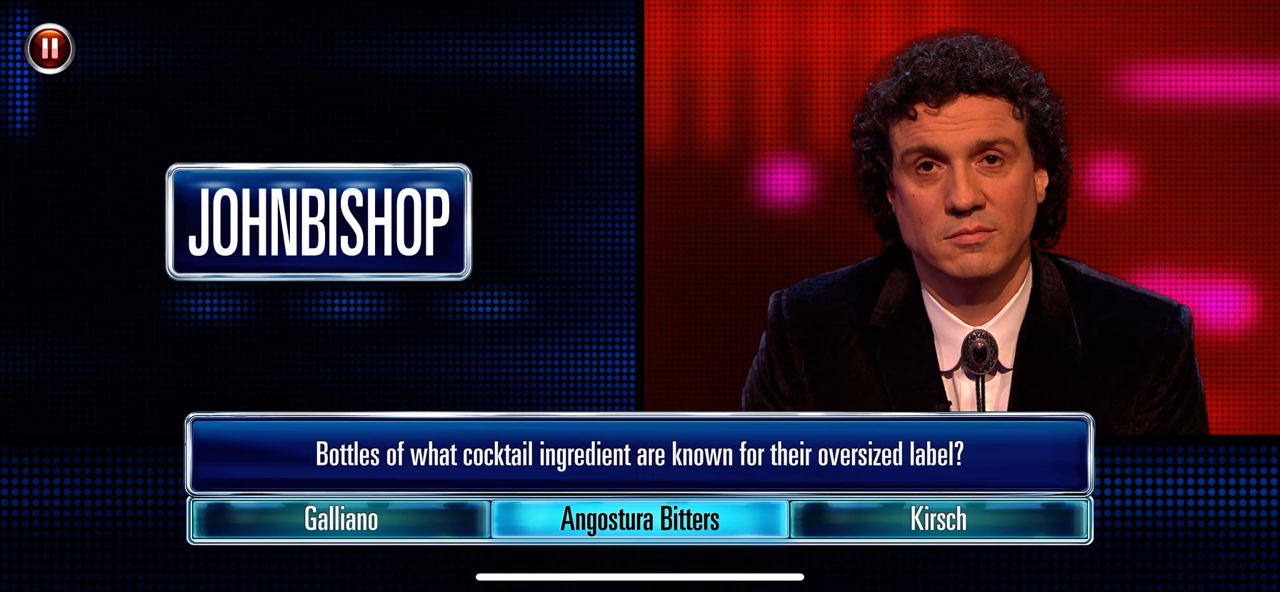 JOHNBISHOP
Bottles of what cocktail ingredient are known for their oversized label?
Galliano
Angostura Bitters
Kirsch